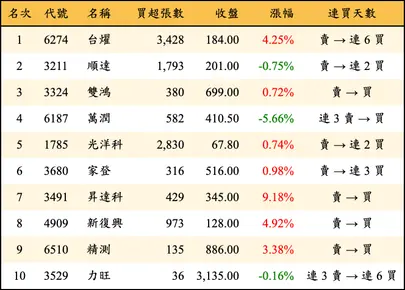 名次 代號 名稱 買超張數 收盤 漲幅 連買天數
1 6274 台燿 3,428 184.00 4.25% 賣 → 連 6 買
2 3211 順達 1,793 201.00 -0.75% 賣 → 連 2 買
3 3324 雙鴻 380 699.00 0.72% 賣 → 買
4 6187 萬潤 582 410.50 -5.66% 連 3 賣 → 買
5 1785 光洋科 2,830 67.80 0.74% 賣 → 連 2 買
6 3680 家登 316 516.00 0.98% 賣 → 連 3 買
7 3491 昇達科 429 345.00 9.18% 賣 → 買
8 4909 新復興 973 128.00 4.92% 賣 → 買
9 6510 精測 135 886.00 3.38% 賣 → 買
10 3529 力旺 36 3,135.00 -0.16% 連 3 賣 → 連 6 買